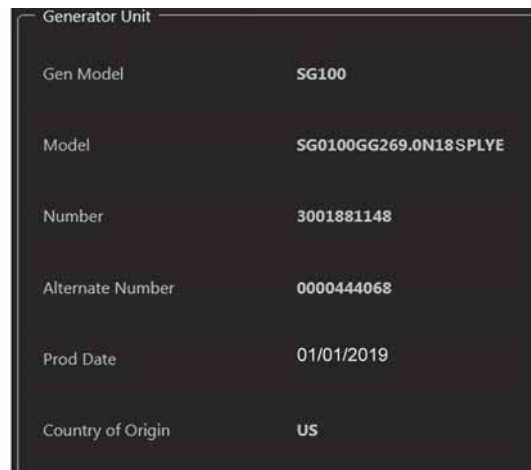 Generator Unit
Gen Model SG100
Model SG0100GG269.0N18SPLYE
Number 3001881148
Alternate Number 0000444068
Prod Date 01/01/2019
Country of Origin US